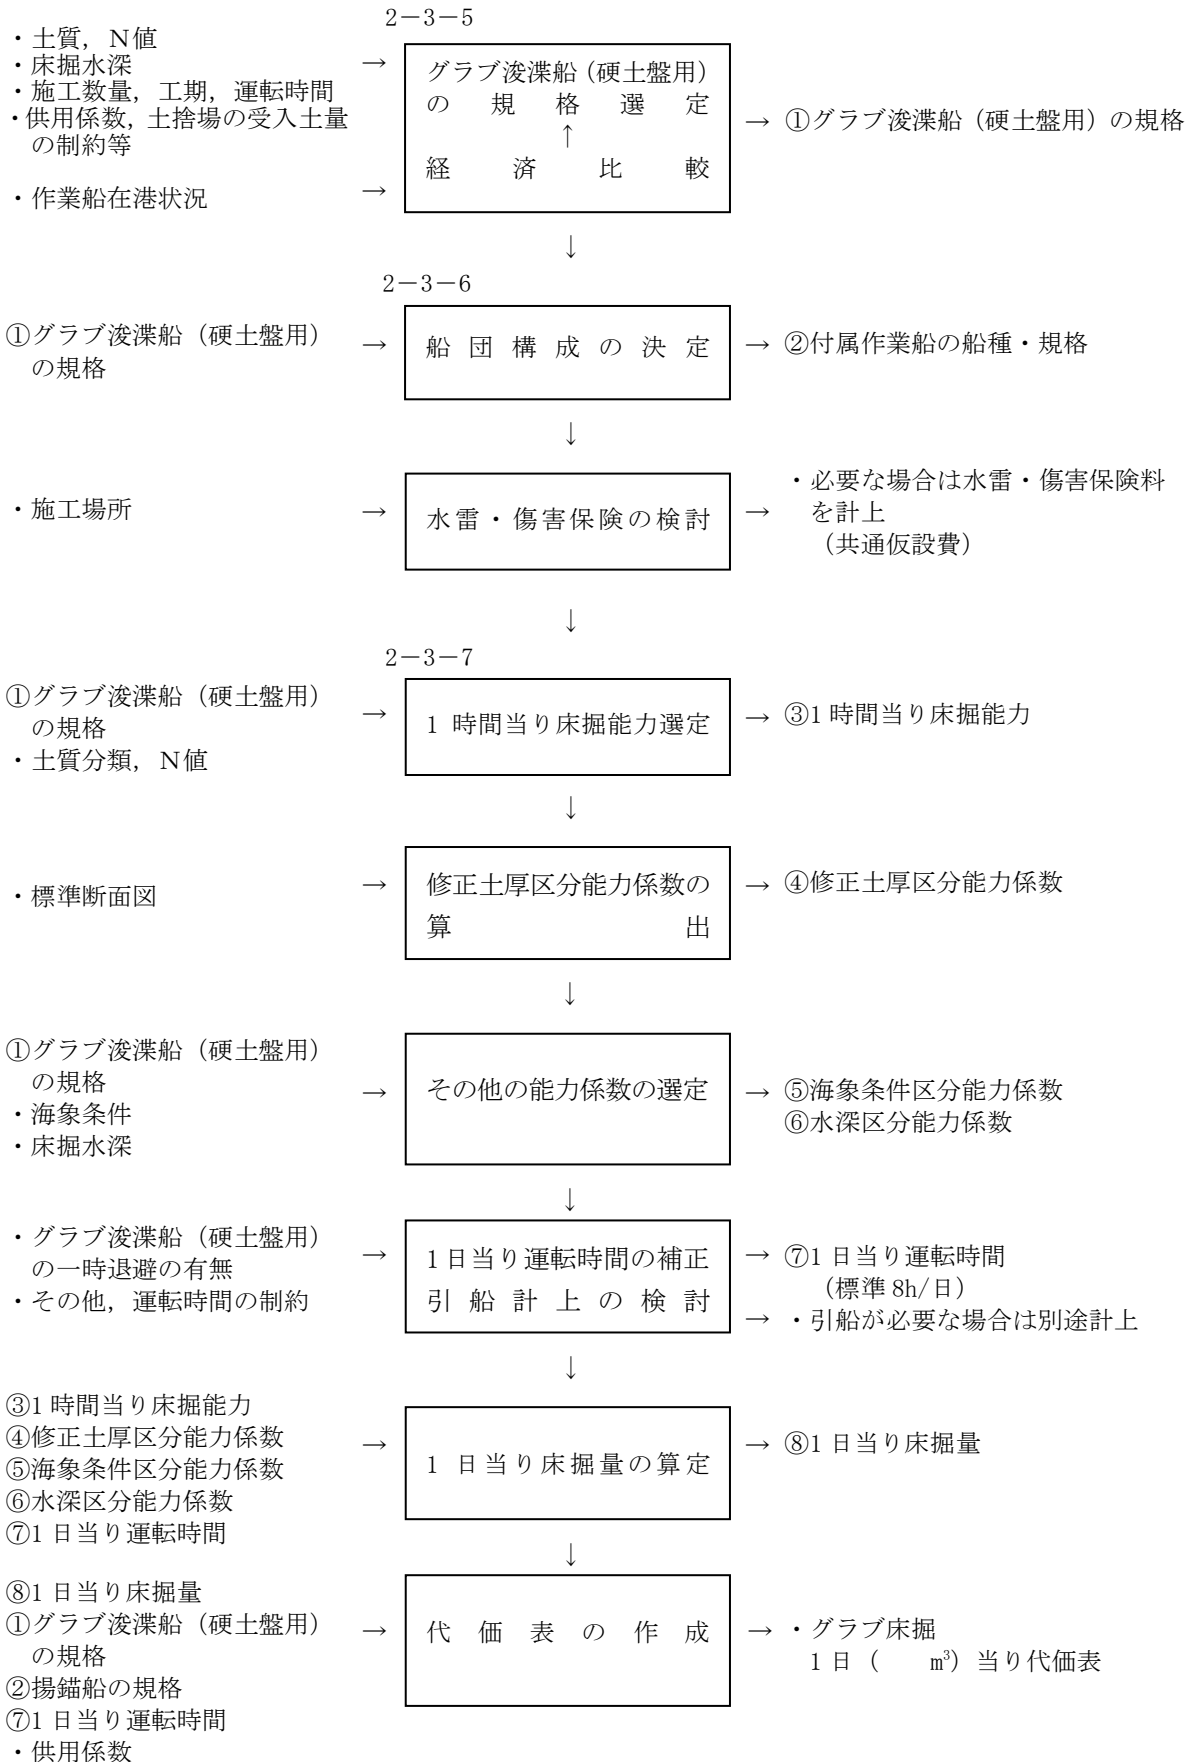 2－3－5
・土質，Ｎ値
・床掘水深
・施工数量，工期，運転時間
・供用係数，土捨場の受入土量
の制約等
・作業船在港状況
→
→
グラブ浚渫船（硬土盤用）
の規格選定
↑
経済比較
→ ①グラブ浚渫船（硬土盤用）の規格
↓
2－3－6
①グラブ浚渫船（硬土盤用）
の規格
→
船団構成の決定
→ ②付属作業船の船種・規格
↓
・施工場所
→
水雷・傷害保険の検討
→
・必要な場合は水雷・傷害保険料
を計上
（共通仮設費）
↓
2－3－7
①グラブ浚渫船（硬土盤用）
の規格
・土質分類，Ｎ値
→
1 時間当り床掘能力選定
→ ③1 時間当り床掘能力
↓
・標準断面図
→
修正土厚区分能力係数の
算出
→ ④修正土厚区分能力係数
↓
①グラブ浚渫船（硬土盤用）
の規格
・海象条件
・床掘水深
→
その他の能力係数の選定
→ ⑤海象条件区分能力係数
⑥水深区分能力係数
↓
・グラブ浚渫船（硬土盤用）
の一時退避の有無
・その他，運転時間の制約
→
1日当り運転時間の補正
引船計上の検討
→ ⑦1 日当り運転時間
（標準 8h/日）
→ ・引船が必要な場合は別途計上
↓
③1 時間当り床掘能力
④修正土厚区分能力係数
⑤海象条件区分能力係数
⑥水深区分能力係数
⑦1 日当り運転時間
→
1 日当り床掘量の算定
→ ⑧1 日当り床掘量
↓
⑧1 日当り床掘量
①グラブ浚渫船（硬土盤用）
の規格
②揚錨船の規格
⑦1 日当り運転時間
・供用係数
→
代価表の作成
→ ・グラブ床掘
1 日（　　m³）当り代価表